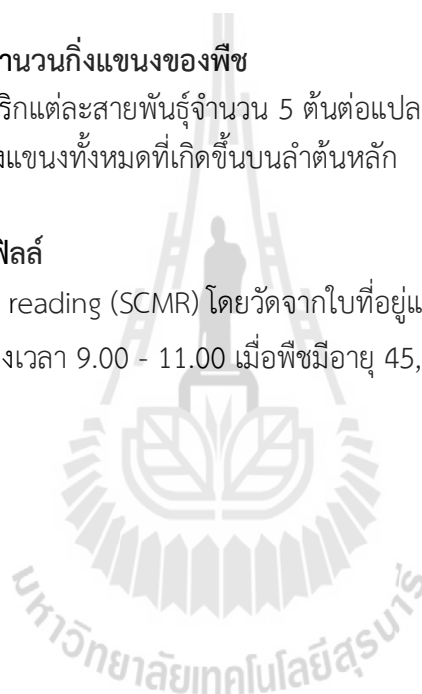 ำนวนกิ่งแขนงของพืช
ริกแต่ละสายพันธุ์จำนวน 5 ต้นต่อแปล
งแขนงทั้งหมดที่เกิดขึ้นบนลำต้นหลัก
ฟิลล์
reading (SCMR) โดยวัดจากใบที่อยู่แ
งเวลา 9.00 - 11.00 เมื่อพืชมีอายุ 45,
มหาวิทยาลัยเทคโนโลยีสุรนารี